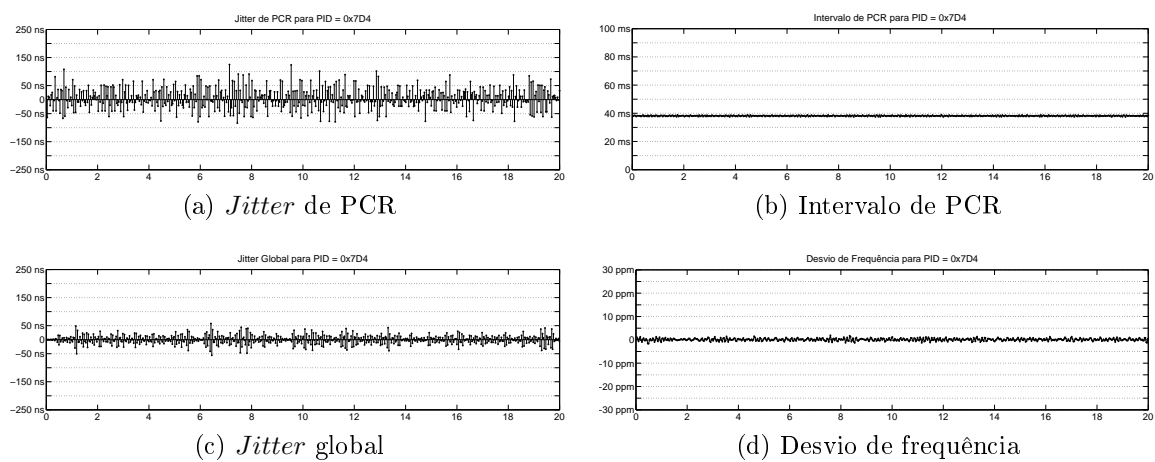 Jitter de PCR para PID = 0x7D4
250 ns
150 ns
50 ns
0
−50 ns
−150 ns
−250 ns
0 2 4 6 8 10 12 14 16 18 20
(a) Jitter de PCR
Intervalo de PCR para PID = 0x7D4
100 ms
80 ms
60 ms
40 ms
20 ms
0
0 2 4 6 8 10 12 14 16 18 20
(b) Intervalo de PCR
Jitter Global para PID = 0x7D4
250 ns
150 ns
50 ns
0
−50 ns
−150 ns
−250 ns
0 2 4 6 8 10 12 14 16 18 20
(c) Jitter global
Desvio de Frequência para PID = 0x7D4
30 ppm
20 ppm
10 ppm
0
-10 ppm
-20 ppm
-30 ppm
0 2 4 6 8 10 12 14 16 18 20
(d) Desvio de frequência